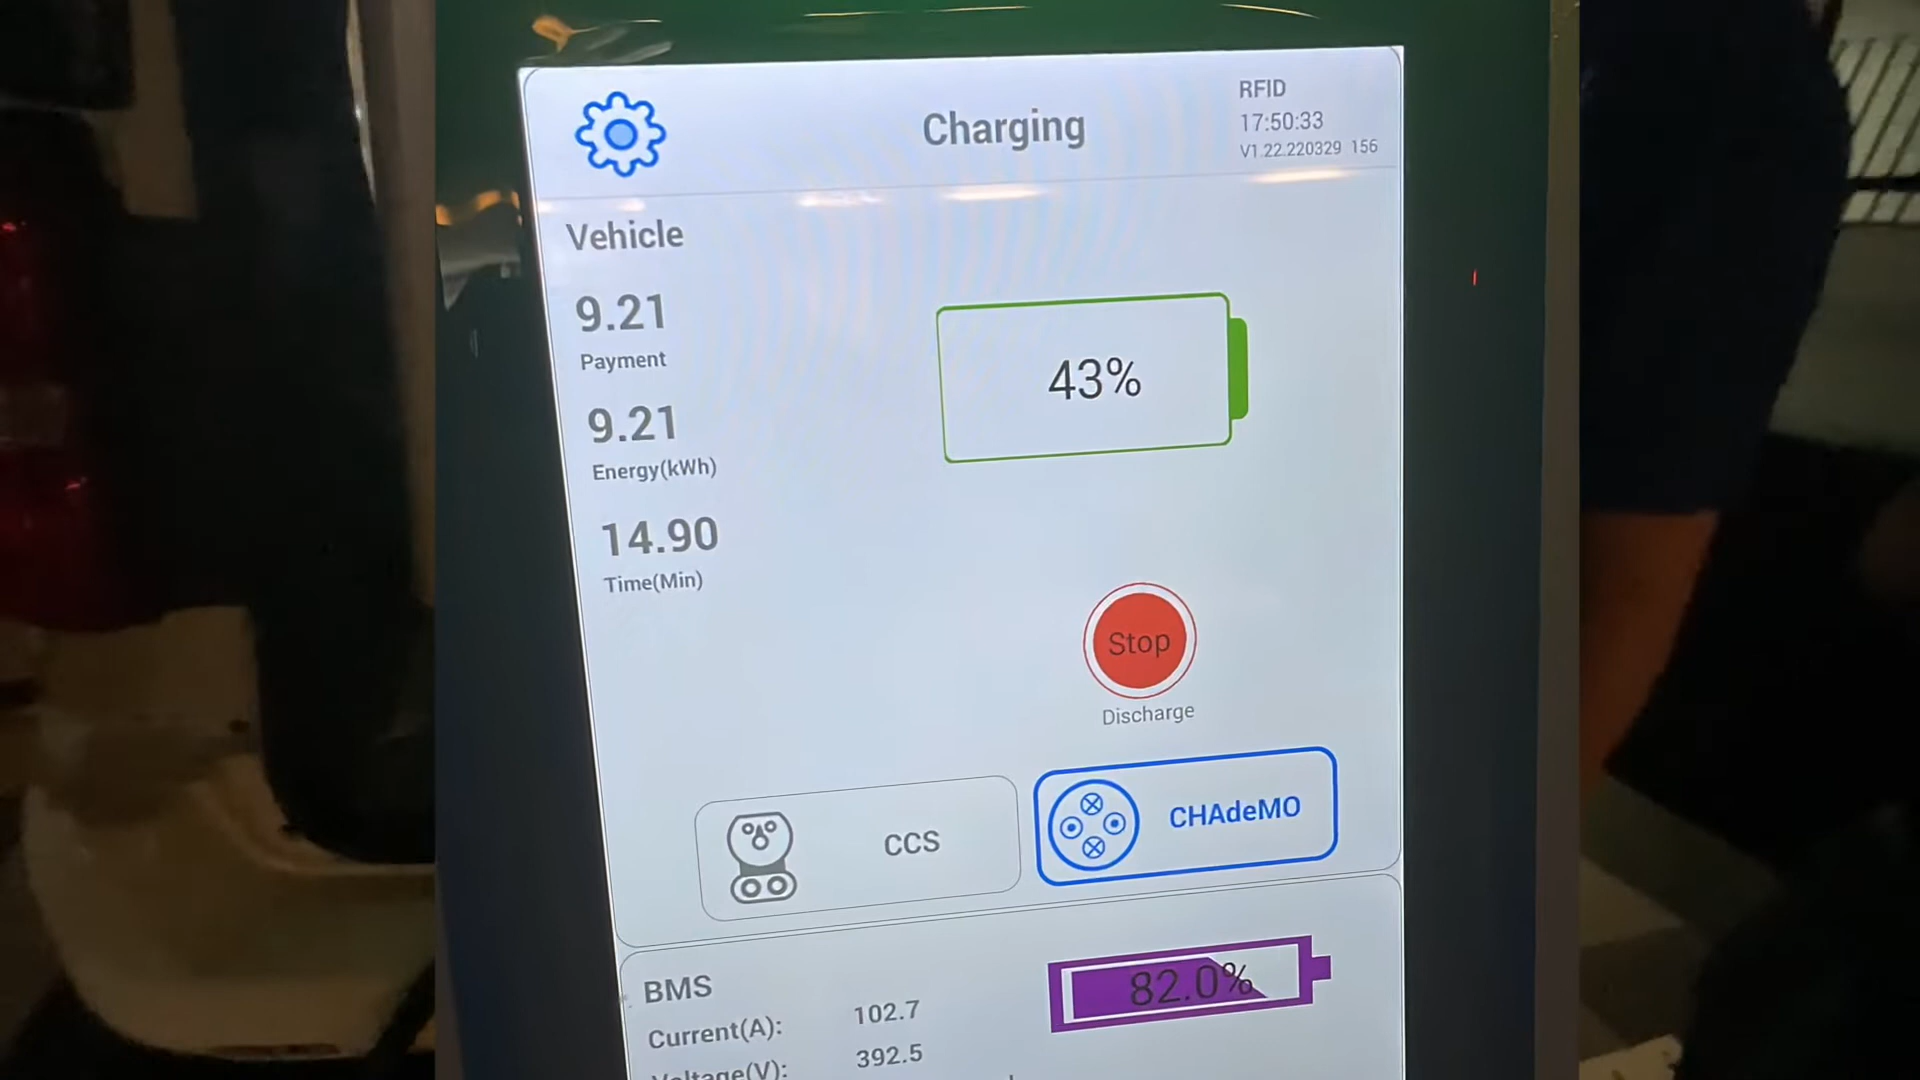 Charging
RFID
17:50:33
V1.22.220329 156
Vehicle
9.21
Payment
43%
9.21
Energy(kWh)
14.90
Time(Min)
Stop
Discharge
CCS
CHAdeMO
BMS
82.0%
Current(A): 102.7
Voltage(V): 392.5